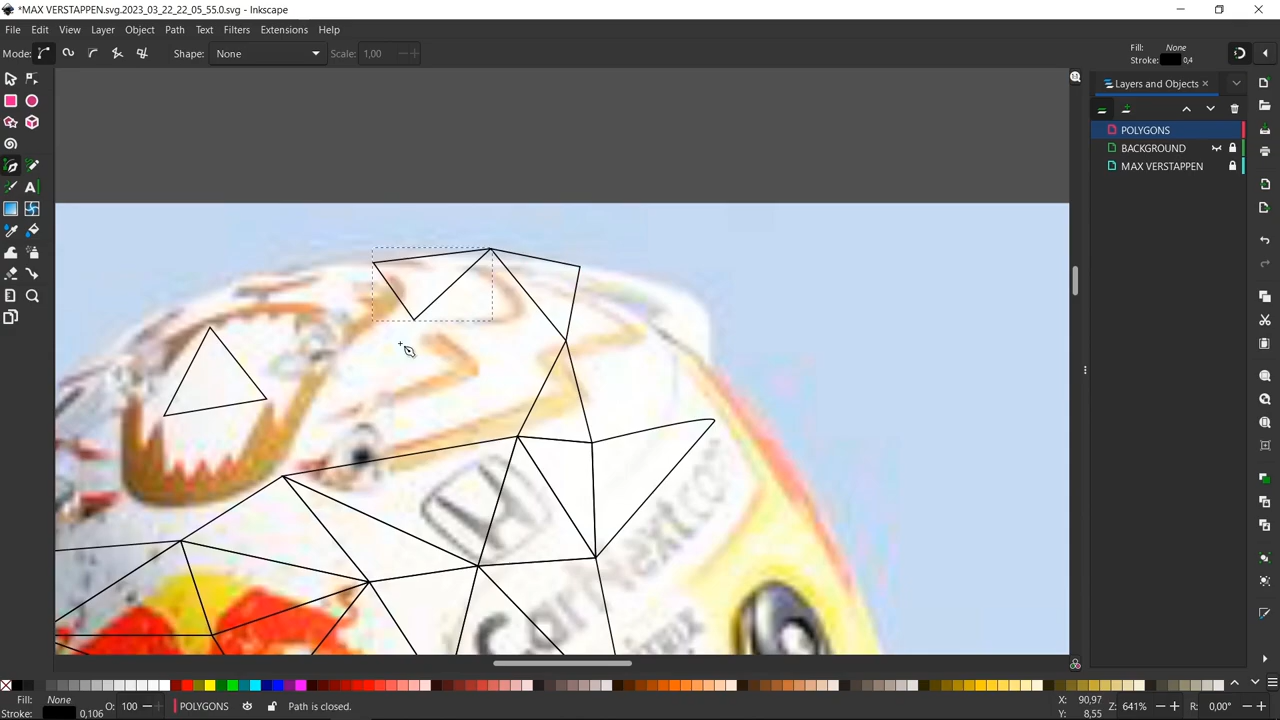 *MAX VERSTAPPEN.svg.2023_03_22_22_05_55.0.svg - Inkscape
File Edit View Layer Object Path Text Filters Extensions Help
Mode: Shape: None Scale: 1,00
Fill: None
Stroke: 0,4
Layers and Objects
POLYGONS
BACKGROUND
MAX VERSTAPPEN
CarNext.co
Fill: None
Stroke: 0,106
O: 100
POLYGONS
Path is closed.
X: 90,97
Y: 8,55
Z: 641%
R: 0,00°